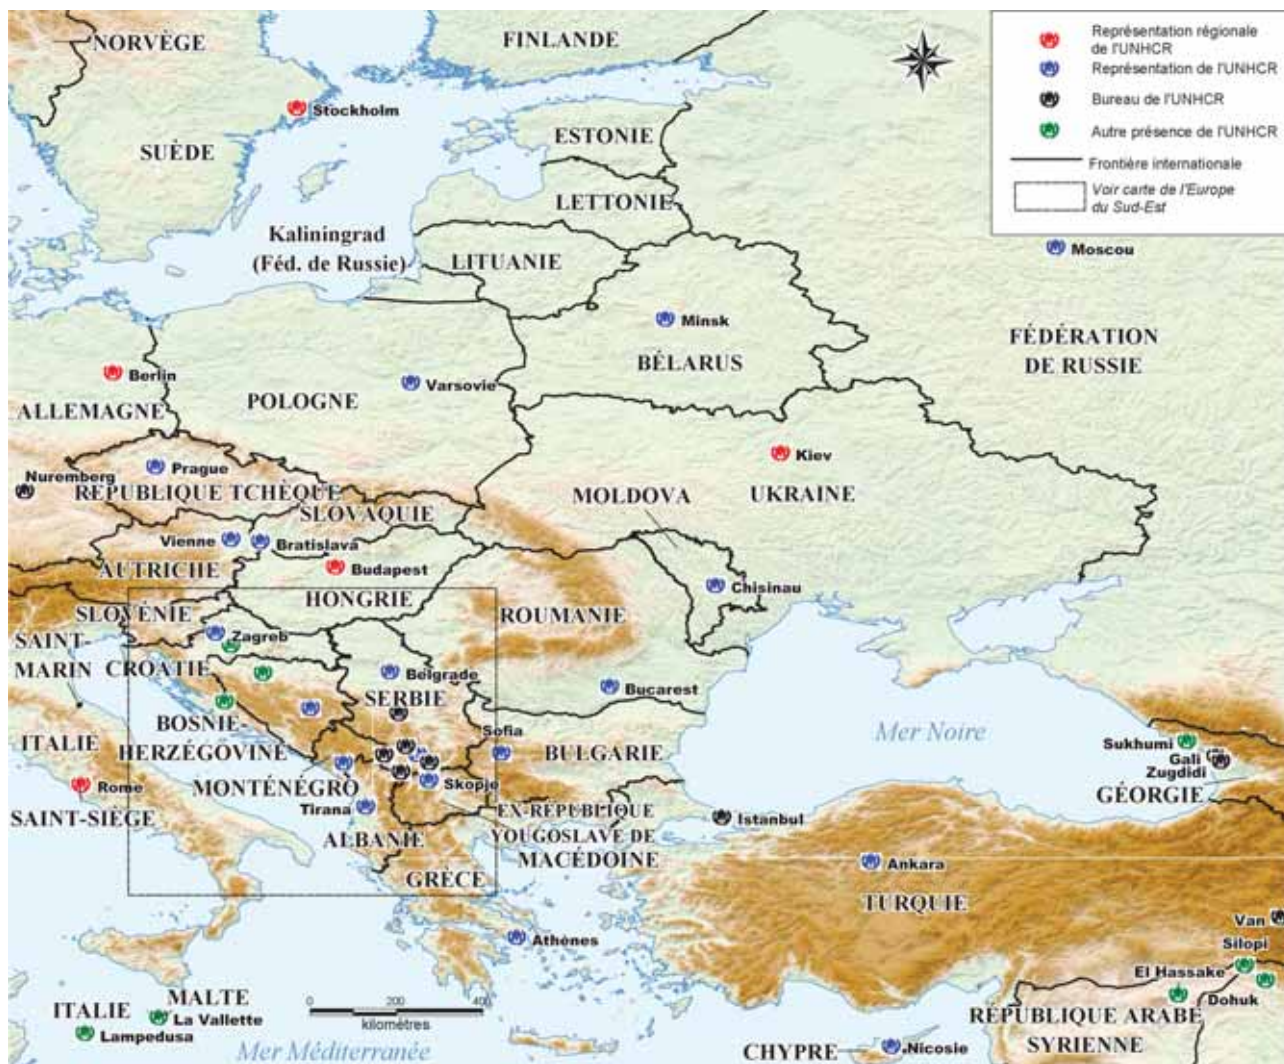 NORVÈGE
FINLANDE
Représentation régionale
de l'UNHCR
Représentation de l'UNHCR
Bureau de l'UNHCR
Autre présence de l'UNHCR
Frontière internationale
Voir carte de l'Europe
du Sud-Est
Stockholm
SUÈDE
ESTONIE
LETTONIE
Kaliningrad
(Féd. de Russie)
LITUANIE
Moscou
Minsk
BÉLARUS
FÉDÉRATION
DE RUSSIE
Berlin
ALLEMAGNE
POLOGNE
Varsovie
Kiev
UKRAINE
MOLDOVA
Nuremberg
Prague
RÉPUBLIQUE TCHÈQUE
SLOVAQUIE
Vienne
Bratislava
AUTRICHE
Budapest
HONGRIE
Chisinau
SLOVÉNIE
ROUMANIE
Zagreb
SAINT-
MARIN
CROATIE
Belgrade
SERBIE
Bucarest
BOSNIE-
HERZÉGOVINE
ITALIE
Sofia
BULGARIE
Mer Noire
Sukhumi
Gali
Zugdidi
GÉORGIE
MONTÉNÉGRO
Skopje
Rome
SAINT-SIÈGE
Tirana
ALBANIE
EX-RÉPUBLIQUE
YOUGOSLAVE DE
MACÉDOINE
Istanbul
GRÈCE
Ankara
TURQUIE
Van
Athènes
Silopi
El Hassake
Dohuk
ITALIE
MALTE
La Vallette
Lampedusa
0 200 400
kilomètres
RÉPUBLIQUE ARABE
SYRIENNE
Mer Méditerranée
CHYPRE
Nicosie